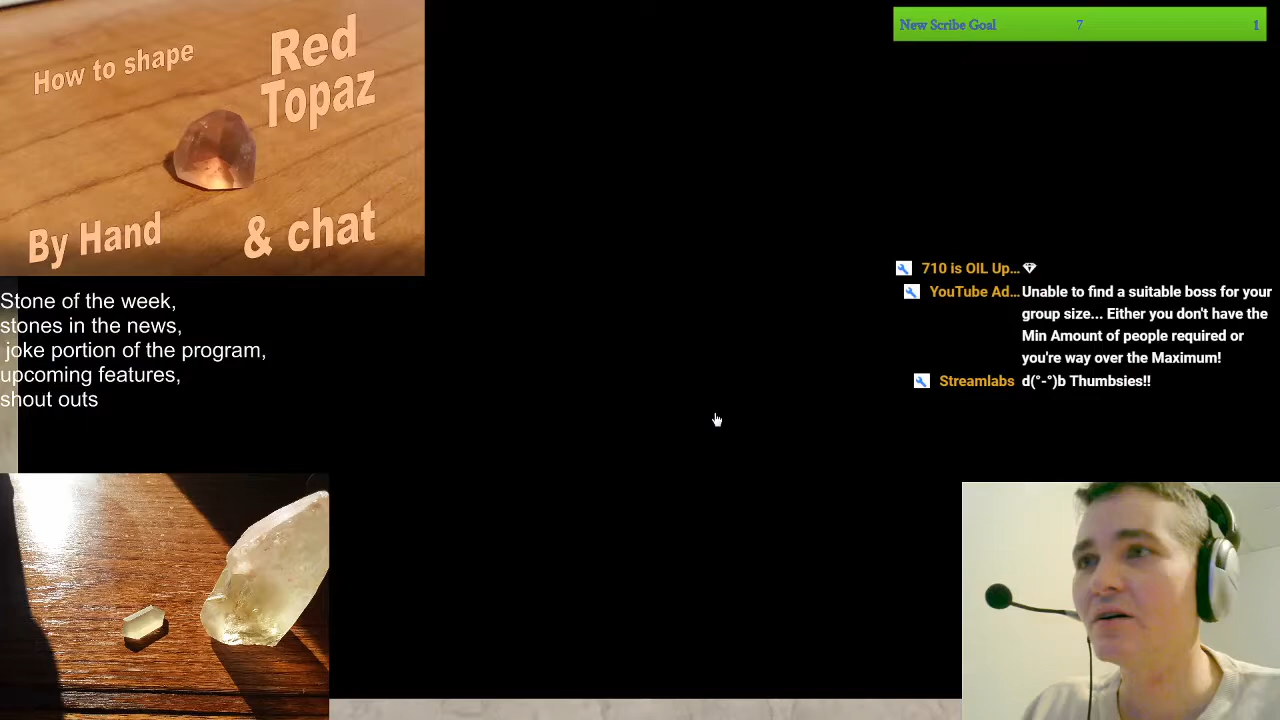 How to shape
Red
Topaz
By Hand
& chat
Stone of the week,
stones in the news,
joke portion of the program,
upcoming features,
shout outs
New Scribe Goal 7 1
710 is OIL Up...
YouTube Ad... Unable to find a suitable boss for your
group size... Either you don't have the
Min Amount of people required or
you're way over the Maximum!
Streamlabs d(°-°)b Thumbsies!!